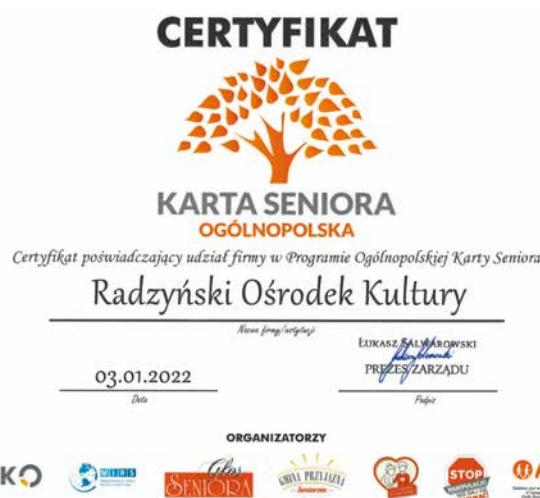 CERTYFIKAT
KARTA SENIORA
OGÓLNOPOLSKA
Certyfikat poświadczający udział firmy w Programie Ogólnopolskiej Karty Seniora
Radzyński Ośrodek Kultury
Nazwa firmy/instytucji
ŁUKASZ SALWAROWSKI
PREZES ZARZĄDU
03.01.2022
Data
Podpis
ORGANIZATORZY
MIKS
Głos
SENIORA
GMINA PRZYJAZNA
Seniorom
STOP